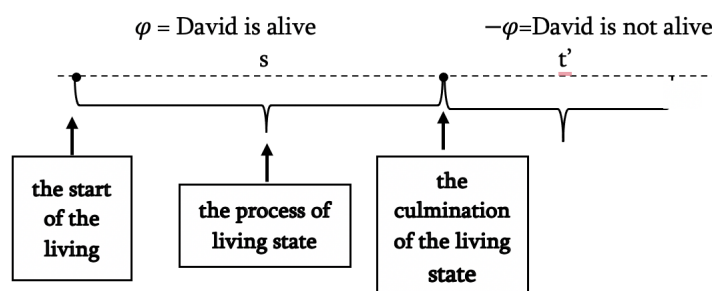 φ = David is alive
−φ=David is not alive
s
t’
the start
of the
living
the process of
living state
the
culmination
of the living
state